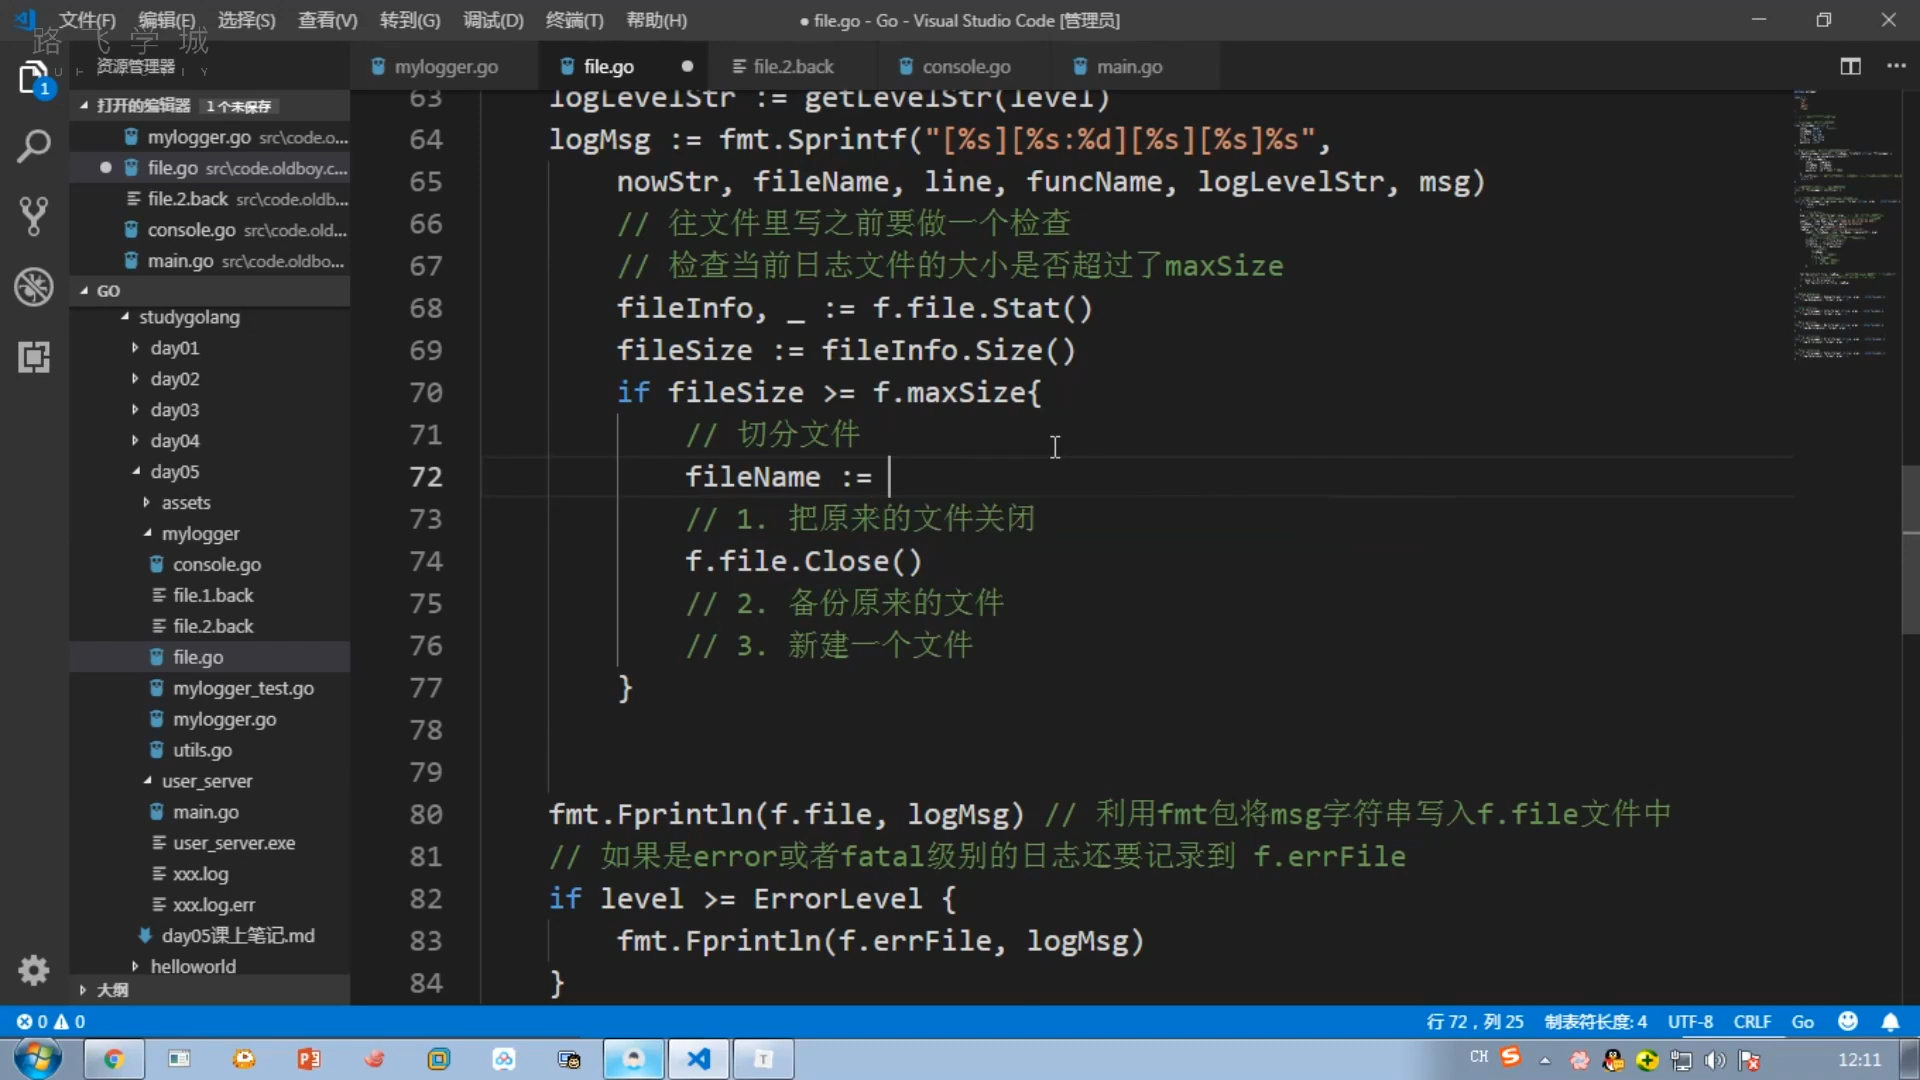 文件(F) 编辑(E) 选择(S) 查看(V) 转到(G) 调试(D) 终端(T) 帮助(H)
● file.go - Go - Visual Studio Code [管理员]
路飞学城
资源管理器
1
mylogger.go
file.go
file.2.back
console.go
main.go
打开的编辑器 1 个未保存
mylogger.go src\code.o...
file.go src\code.oldboy.c...
file.2.back src\code.oldb...
console.go src\code.old...
main.go src\code.oldbo...
GO
studygolang
day01
day02
day03
day04
day05
assets
mylogger
console.go
file.1.back
file.2.back
file.go
mylogger_test.go
mylogger.go
utils.go
user_server
main.go
user_server.exe
xxx.log
xxx.log.err
day05课上笔记.md
helloworld
大纲
63 logLevelStr := getLevelStr(level)
64 logMsg := fmt.Sprintf("[%s][%s:%d][%s][%s]%s",
65 nowStr, fileName, line, funcName, logLevelStr, msg)
66 // 往文件里写之前要做一个检查
67 // 检查当前日志文件的大小是否超过了maxSize
68 fileInfo, _ := f.file.Stat()
69 fileSize := fileInfo.Size()
70 if fileSize >= f.maxSize{
71 // 切分文件
72 fileName :=
73 // 1. 把原来的文件关闭
74 f.file.Close()
75 // 2. 备份原来的文件
76 // 3. 新建一个文件
77 }
78
79
80 fmt.Fprintln(f.file, logMsg) // 利用fmt包将msg字符串写入f.file文件中
81 // 如果是error或者fatal级别的日志还要记录到 f.errFile
82 if level >= ErrorLevel {
83 fmt.Fprintln(f.errFile, logMsg)
84 }
0 0
行 72，列 25 制表符长度: 4 UTF-8 CRLF Go
CH
12:11